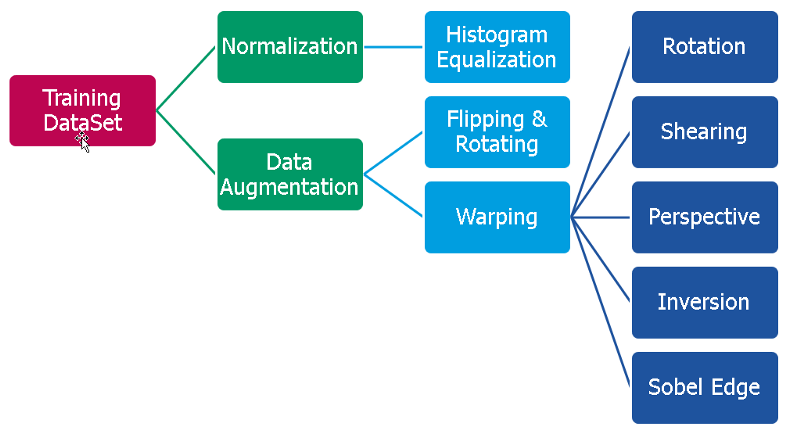 Training
DataSet
Normalization
Data
Augmentation
Histogram
Equalization
Flipping &
Rotating
Warping
Rotation
Shearing
Perspective
Inversion
Sobel Edge